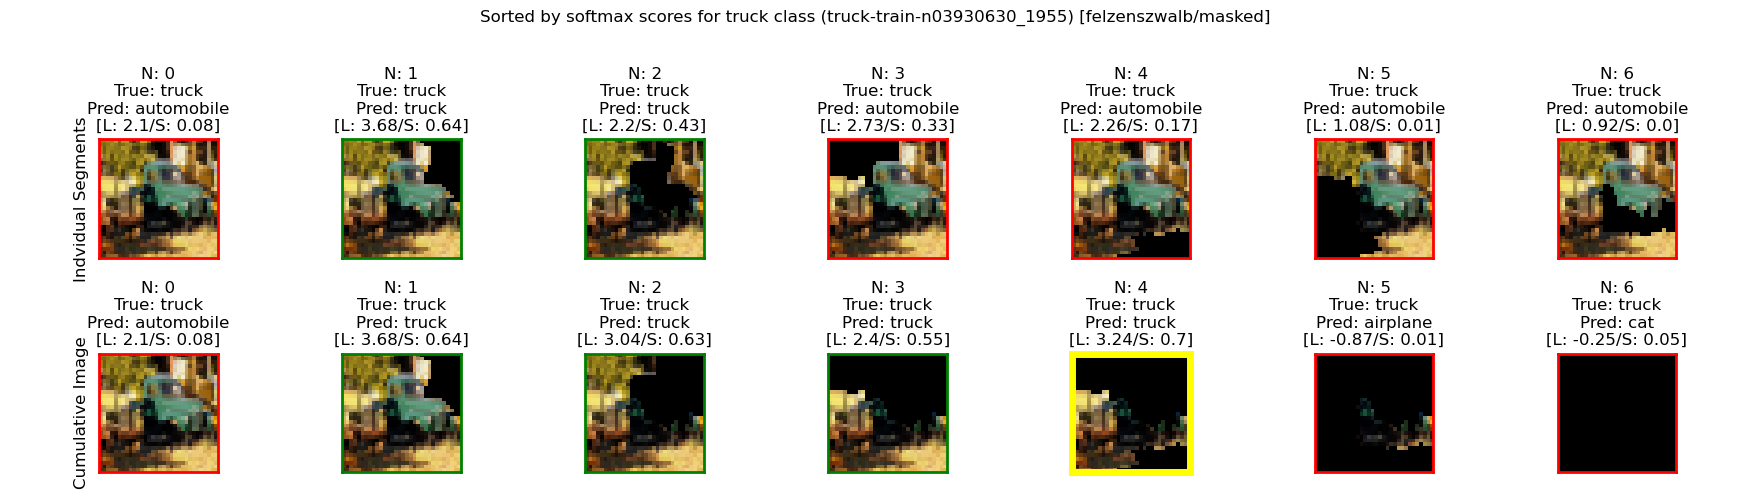 Sorted by softmax scores for truck class (truck-train-n03930630_1955) [felzenszwalb/masked]
Indvidual Segments
N: 0
True: truck
Pred: automobile
[L: 2.1/S: 0.08]
N: 1
True: truck
Pred: truck
[L: 3.68/S: 0.64]
N: 2
True: truck
Pred: truck
[L: 2.2/S: 0.43]
N: 3
True: truck
Pred: automobile
[L: 2.73/S: 0.33]
N: 4
True: truck
Pred: automobile
[L: 2.26/S: 0.17]
N: 5
True: truck
Pred: automobile
[L: 1.08/S: 0.01]
N: 6
True: truck
Pred: automobile
[L: 0.92/S: 0.0]
Cumulative Image
N: 0
True: truck
Pred: automobile
[L: 2.1/S: 0.08]
N: 1
True: truck
Pred: truck
[L: 3.68/S: 0.64]
N: 2
True: truck
Pred: truck
[L: 3.04/S: 0.63]
N: 3
True: truck
Pred: truck
[L: 2.4/S: 0.55]
N: 4
True: truck
Pred: truck
[L: 3.24/S: 0.7]
N: 5
True: truck
Pred: airplane
[L: -0.87/S: 0.01]
N: 6
True: truck
Pred: cat
[L: -0.25/S: 0.05]